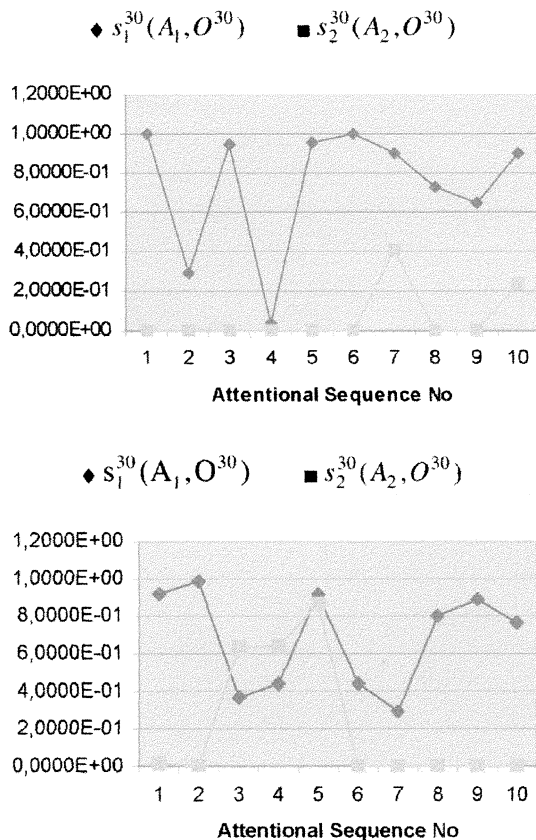 ◆ s₁³⁰(A₁,O³⁰) ■ s₂³⁰(A₂,O³⁰)
1,2000E+00
1,0000E+00
8,0000E-01
6,0000E-01
4,0000E-01
2,0000E-01
0,0000E+00
1 2 3 4 5 6 7 8 9 10
Attentional Sequence No
◆ s₁³⁰(A₁,O³⁰) ■ s₂³⁰(A₂,O³⁰)
1,2000E+00
1,0000E+00
8,0000E-01
6,0000E-01
4,0000E-01
2,0000E-01
0,0000E+00
1 2 3 4 5 6 7 8 9 10
Attentional Sequence No